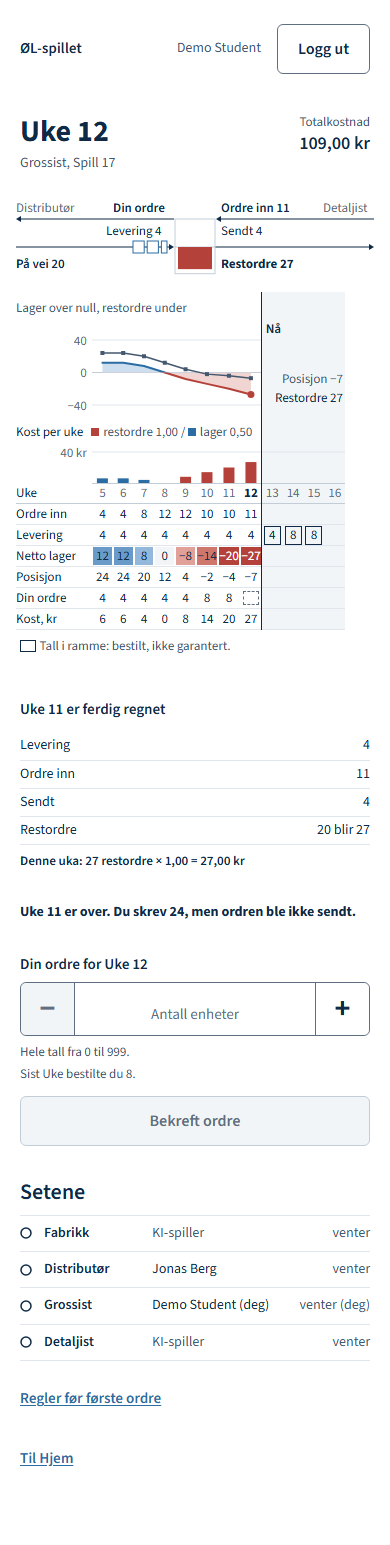 ØL-spillet Demo Student Logg ut
Uke 12 Totalkostnad
109,00 kr
Grossist, Spill 17
Distributør Din ordre Ordre inn 11 Detaljist
Levering 4 Sendt 4
På vei 20 Restordre 27
Lager over null, restordre under
Nå
40
0
Posisjon −7
Restordre 27
−40
Kost per uke restordre 1,00 / lager 0,50
40 kr
Uke 5 6 7 8 9 10 11 12 13 14 15 16
Ordre inn 4 4 8 12 12 10 10 11
Levering 4 4 4 4 4 4 4 4 4 8 8
Netto lager 12 12 8 0 −8 −14 −20 −27
Posisjon 24 24 20 12 4 −2 −4 −7
Din ordre 4 4 4 4 4 8 8
Kost, kr 6 6 4 0 8 14 20 27
Tall i ramme: bestilt, ikke garantert.
Uke 11 er ferdig regnet
Levering 4
Ordre inn 11
Sendt 4
Restordre 20 blir 27
Denne uka: 27 restordre × 1,00 = 27,00 kr
Uke 11 er over. Du skrev 24, men ordren ble ikke sendt.
Din ordre for Uke 12
− Antall enheter +
Hele tall fra 0 til 999.
Sist Uke bestilte du 8.
Bekreft ordre
Setene
Fabrikk KI-spiller venter
Distributør Jonas Berg venter
Grossist Demo Student (deg) venter (deg)
Detaljist KI-spiller venter
Regler før første ordre
Til Hjem